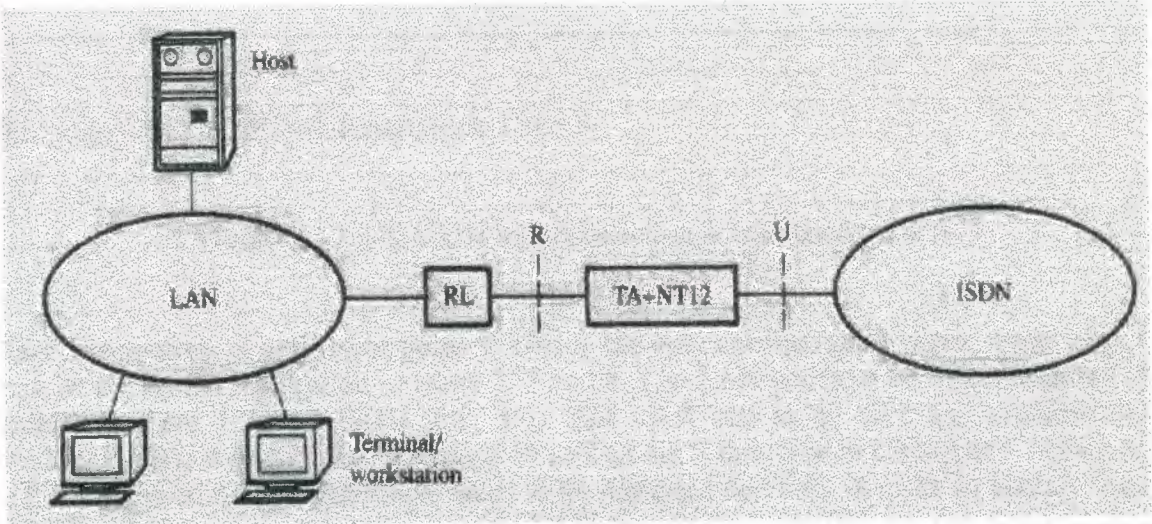 Host
R
U
LAN
RL
TA+NT12
ISDN
Terminal/
workstation